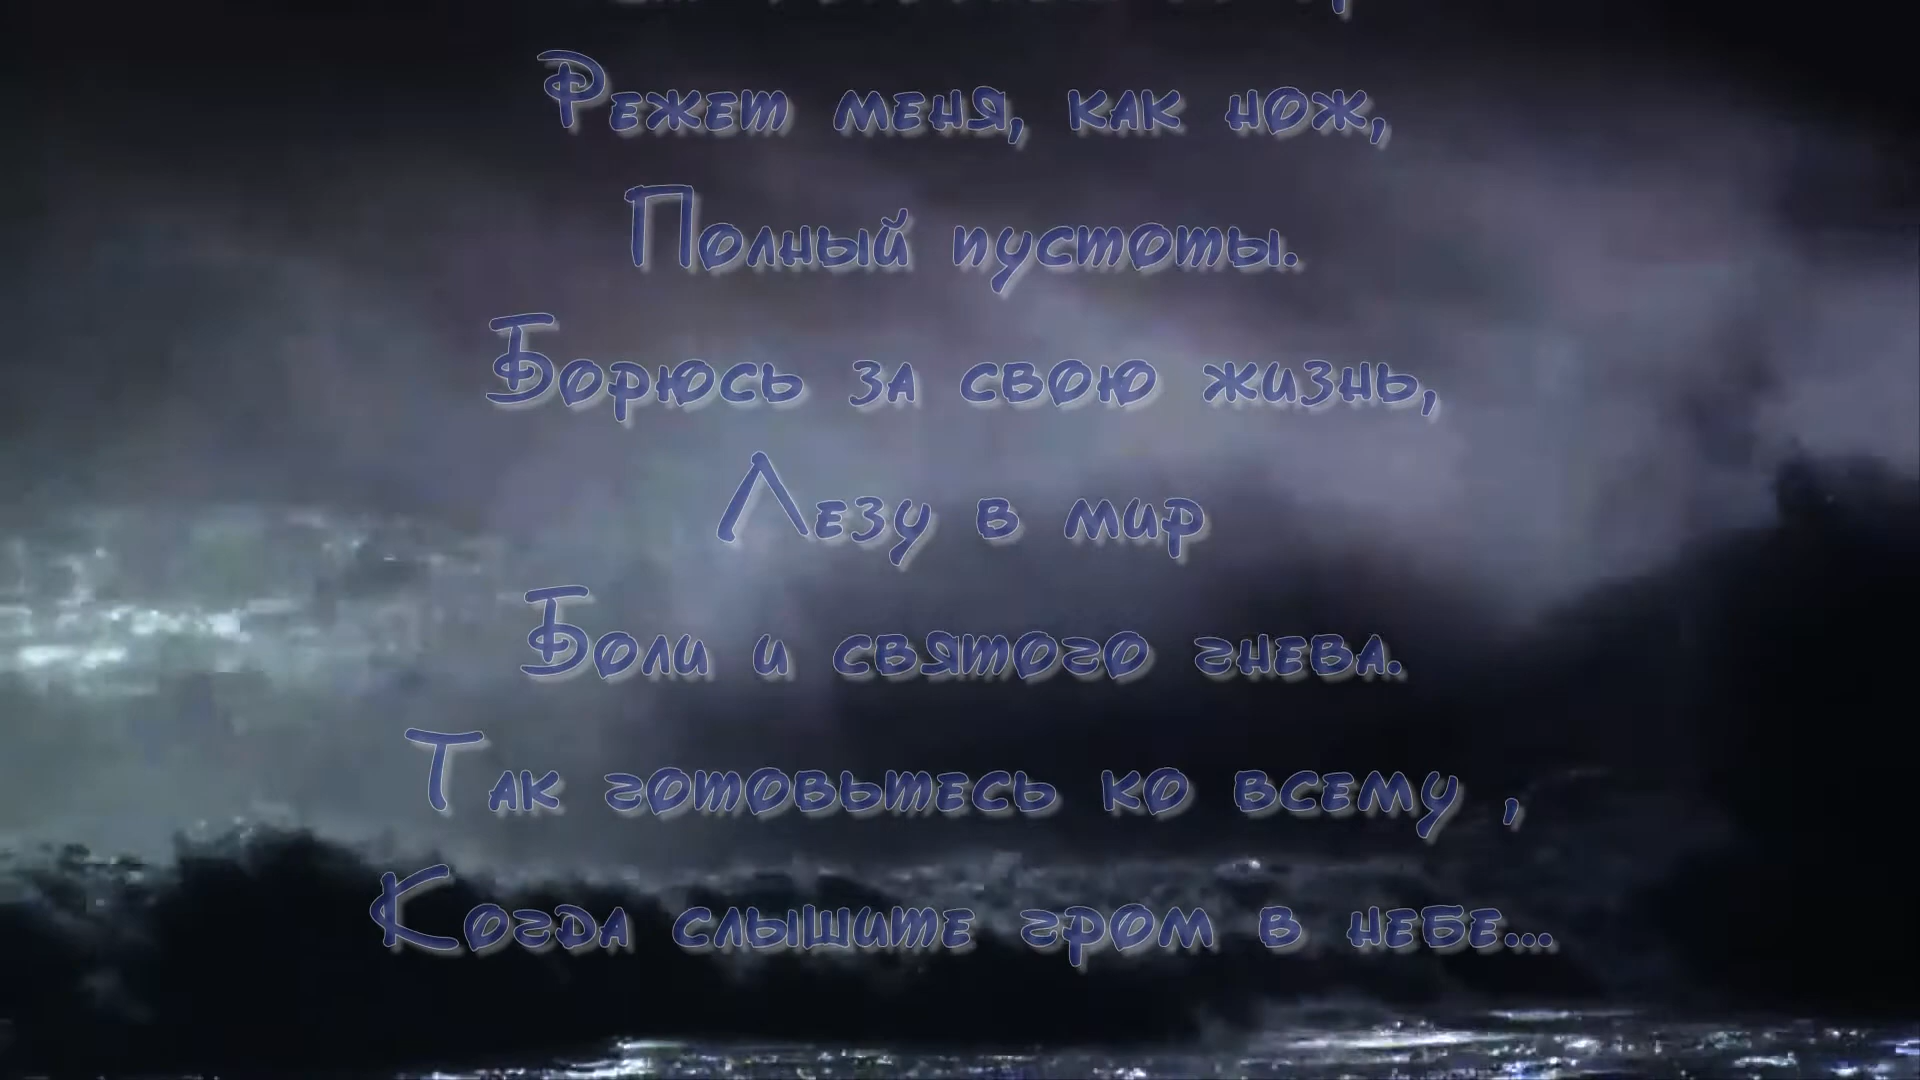 Режет меня, как нож,
Полный пустоты.
Борюсь за свою жизнь,
Лезу в мир
Боли и святого гнева.
Так готовьтесь ко всему ,
Когда слышите гром в небе...